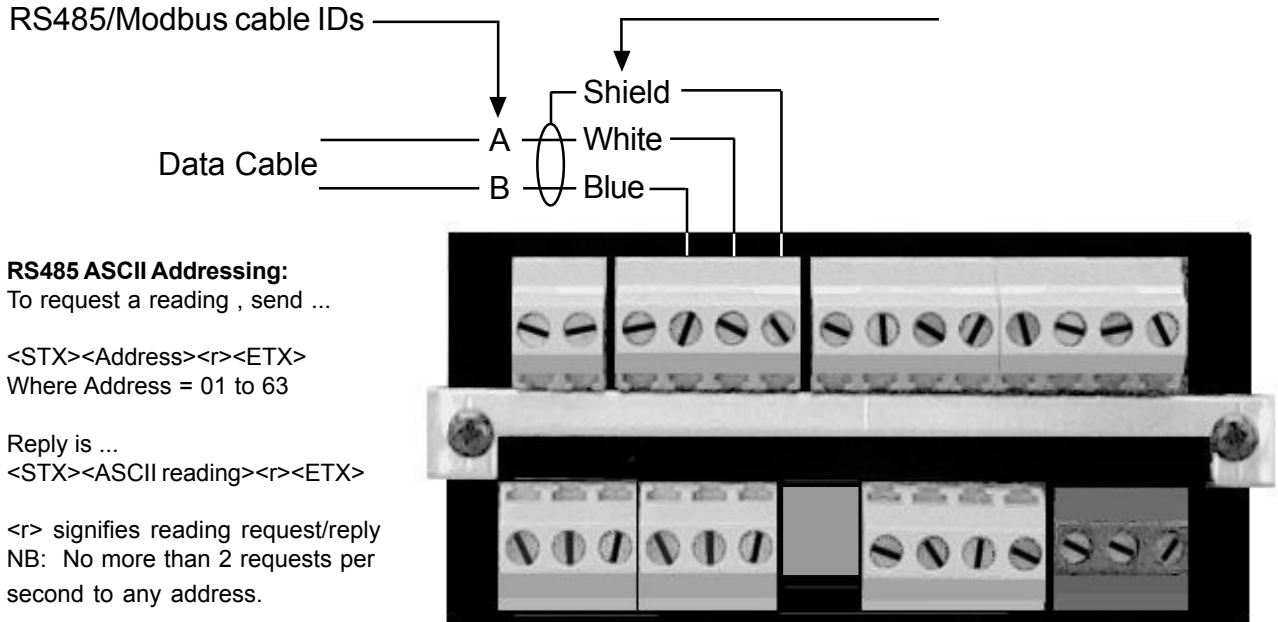 RS485/Modbus cable IDs
Shield
A White
Data Cable
B Blue
RS485 ASCII Addressing:
To request a reading , send ...
<STX><Address><r><ETX>
Where Address = 01 to 63
Reply is ...
<STX><ASCII reading><r><ETX>
<r> signifies reading request/reply
NB: No more than 2 requests per
second to any address.